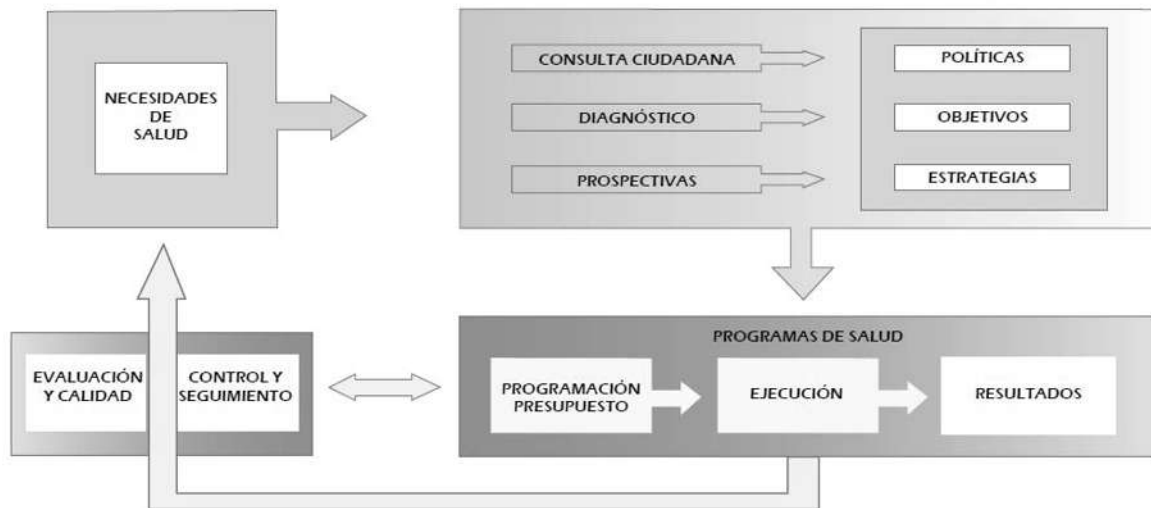 NECESIDADES
DE
SALUD
CONSULTA CIUDADANA
POLÍTICAS
DIAGNÓSTICO
OBJETIVOS
PROSPECTIVAS
ESTRATEGIAS
EVALUACIÓN
Y CALIDAD
CONTROL Y
SEGUIMIENTO
PROGRAMAS DE SALUD
PROGRAMACIÓN
PRESUPUESTO
EJECUCIÓN
RESULTADOS